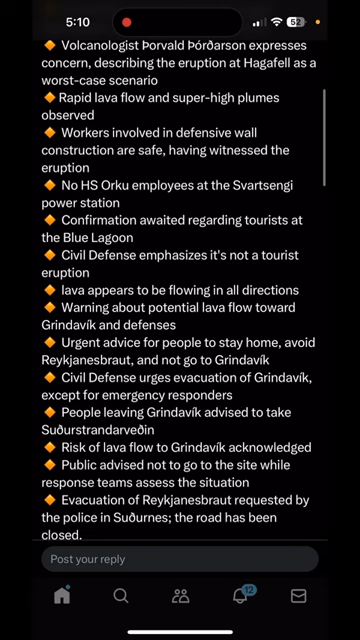 5:10
52
🔶 Volcanologist Þorvald Þórðarson expresses
concern, describing the eruption at Hagafell as a
worst-case scenario
🔶Rapid lava flow and super-high plumes
observed
🔶 Workers involved in defensive wall
construction are safe, having witnessed the
eruption
🔶 No HS Orku employees at the Svartsengi
power station
🔶 Confirmation awaited regarding tourists at
the Blue Lagoon
🔶 Civil Defense emphasizes it's not a tourist
eruption
🔶 lava appears to be flowing in all directions
🔶 Warning about potential lava flow toward
Grindavík and defenses
🔶 Urgent advice for people to stay home, avoid
Reykjanesbraut, and not go to Grindavík
🔶 Civil Defense urges evacuation of Grindavík,
except for emergency responders
🔶 People leaving Grindavík advised to take
Suðurstrandarveðin
🔶 Risk of lava flow to Grindavík acknowledged
🔶 Public advised not to go to the site while
response teams assess the situation
🔶 Evacuation of Reykjanesbraut requested by
the police in Suðurnes; the road has been
closed.
Post your reply
12